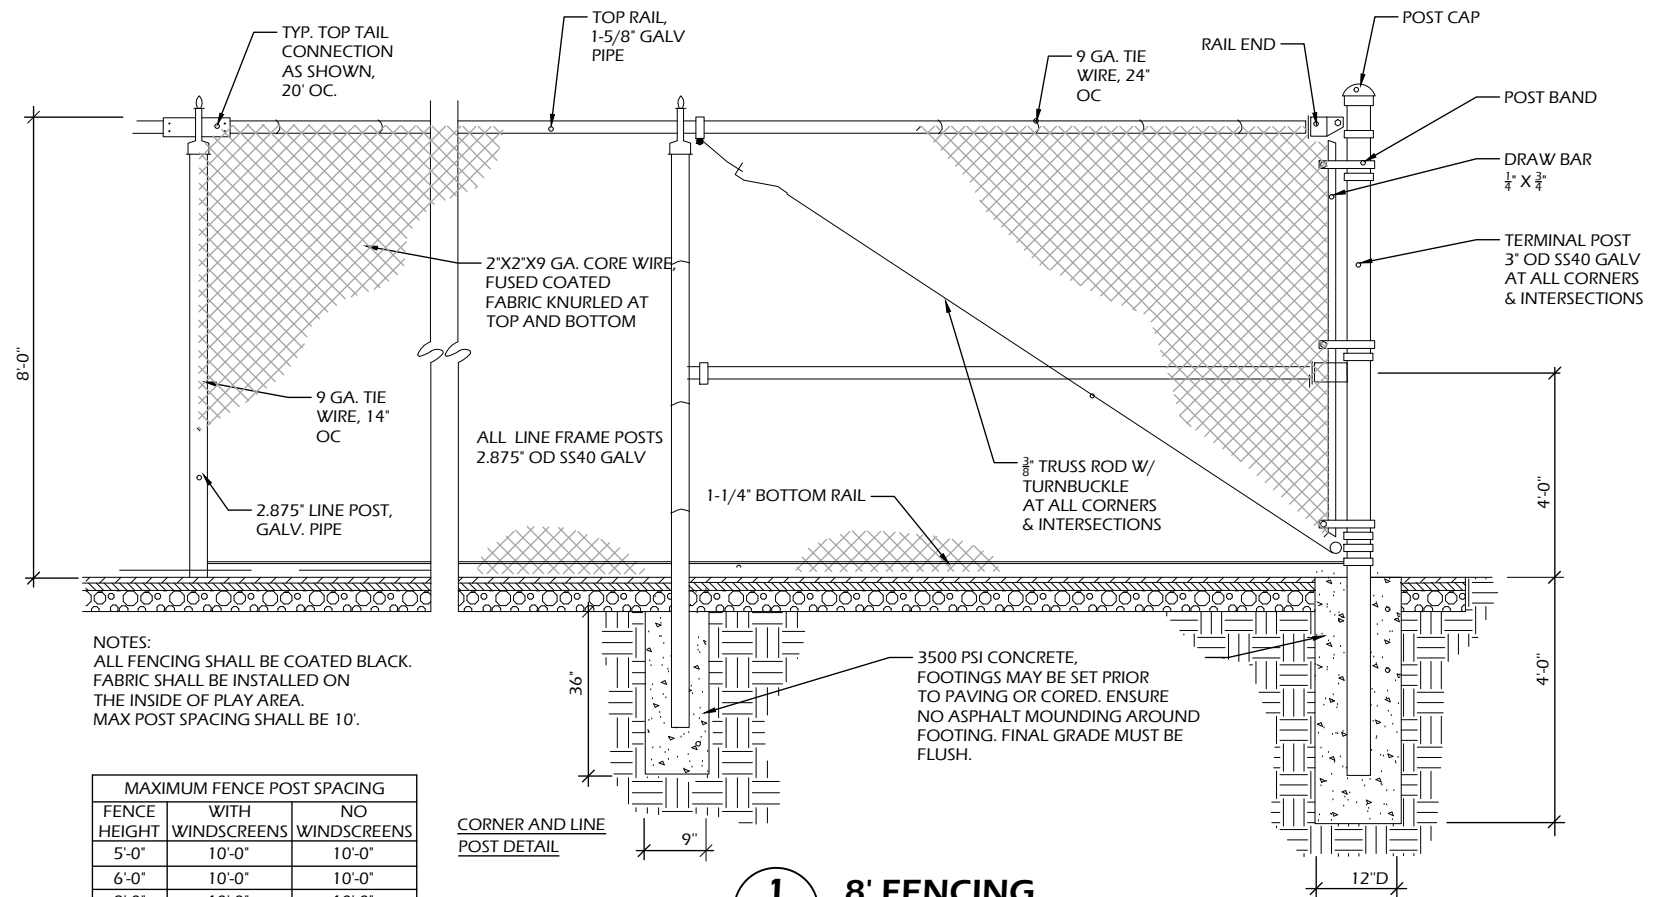 TYP. TOP TAIL
CONNECTION
AS SHOWN,
20' OC.
TOP RAIL,
1-5/8" GALV
PIPE
9 GA. TIE
WIRE, 24"
OC
RAIL END
POST CAP
POST BAND
DRAW BAR
1/4" X 3/4"
TERMINAL POST
3" OD SS40 GALV
AT ALL CORNERS
& INTERSECTIONS
8'-0"
2"X2"X9 GA. CORE WIRE,
FUSED COATED
FABRIC KNURLED AT
TOP AND BOTTOM
9 GA. TIE
WIRE, 14"
OC
ALL LINE FRAME POSTS
2.875" OD SS40 GALV
2.875" LINE POST,
GALV. PIPE
1-1/4" BOTTOM RAIL
3/8" TRUSS ROD W/
TURNBUCKLE
AT ALL CORNERS
& INTERSECTIONS
4'-0"
4'-0"
NOTES:
ALL FENCING SHALL BE COATED BLACK.
FABRIC SHALL BE INSTALLED ON
THE INSIDE OF PLAY AREA.
MAX POST SPACING SHALL BE 10'.
36"
3500 PSI CONCRETE,
FOOTINGS MAY BE SET PRIOR
TO PAVING OR CORED. ENSURE
NO ASPHALT MOUNDING AROUND
FOOTING. FINAL GRADE MUST BE
FLUSH.
MAXIMUM FENCE POST SPACING
FENCE HEIGHT WITH WINDSCREENS NO WINDSCREENS
5'-0" 10'-0" 10'-0"
6'-0" 10'-0" 10'-0"
CORNER AND LINE
POST DETAIL
9"
12"D
1 8' FENCING